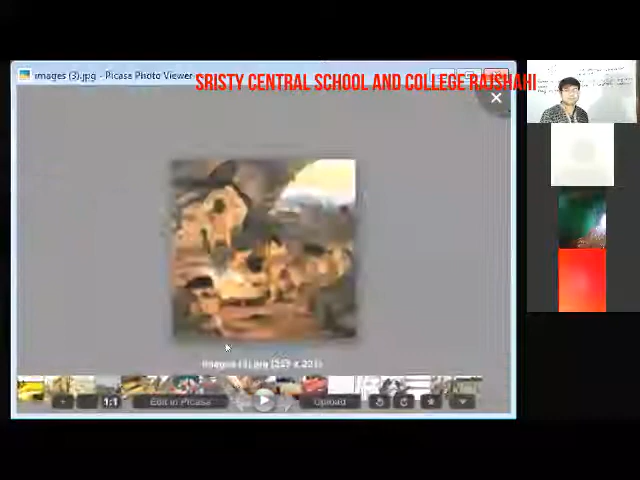 images (3).jpg - Picasa Photo Viewer
SRISTY CENTRAL SCHOOL AND COLLEGE RAJSHAHI
1:1
Edit in Picasa
Upload